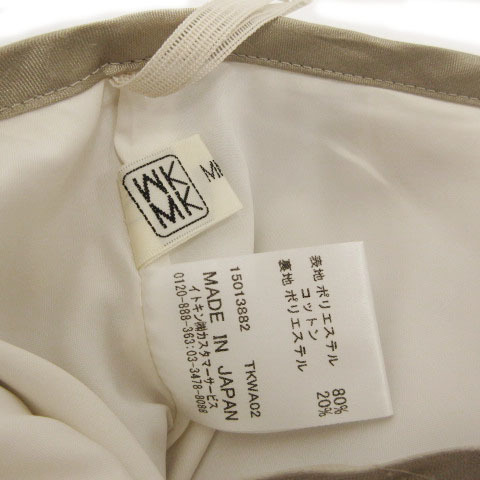 MK
MK
表地 ポリエステル 80%
コットン 20%
裏地 ポリエステル
15013882 TKWA02
MADE IN JAPAN
イトキン㈱カスタマーサービス
0120-888-363:03-3478-8088